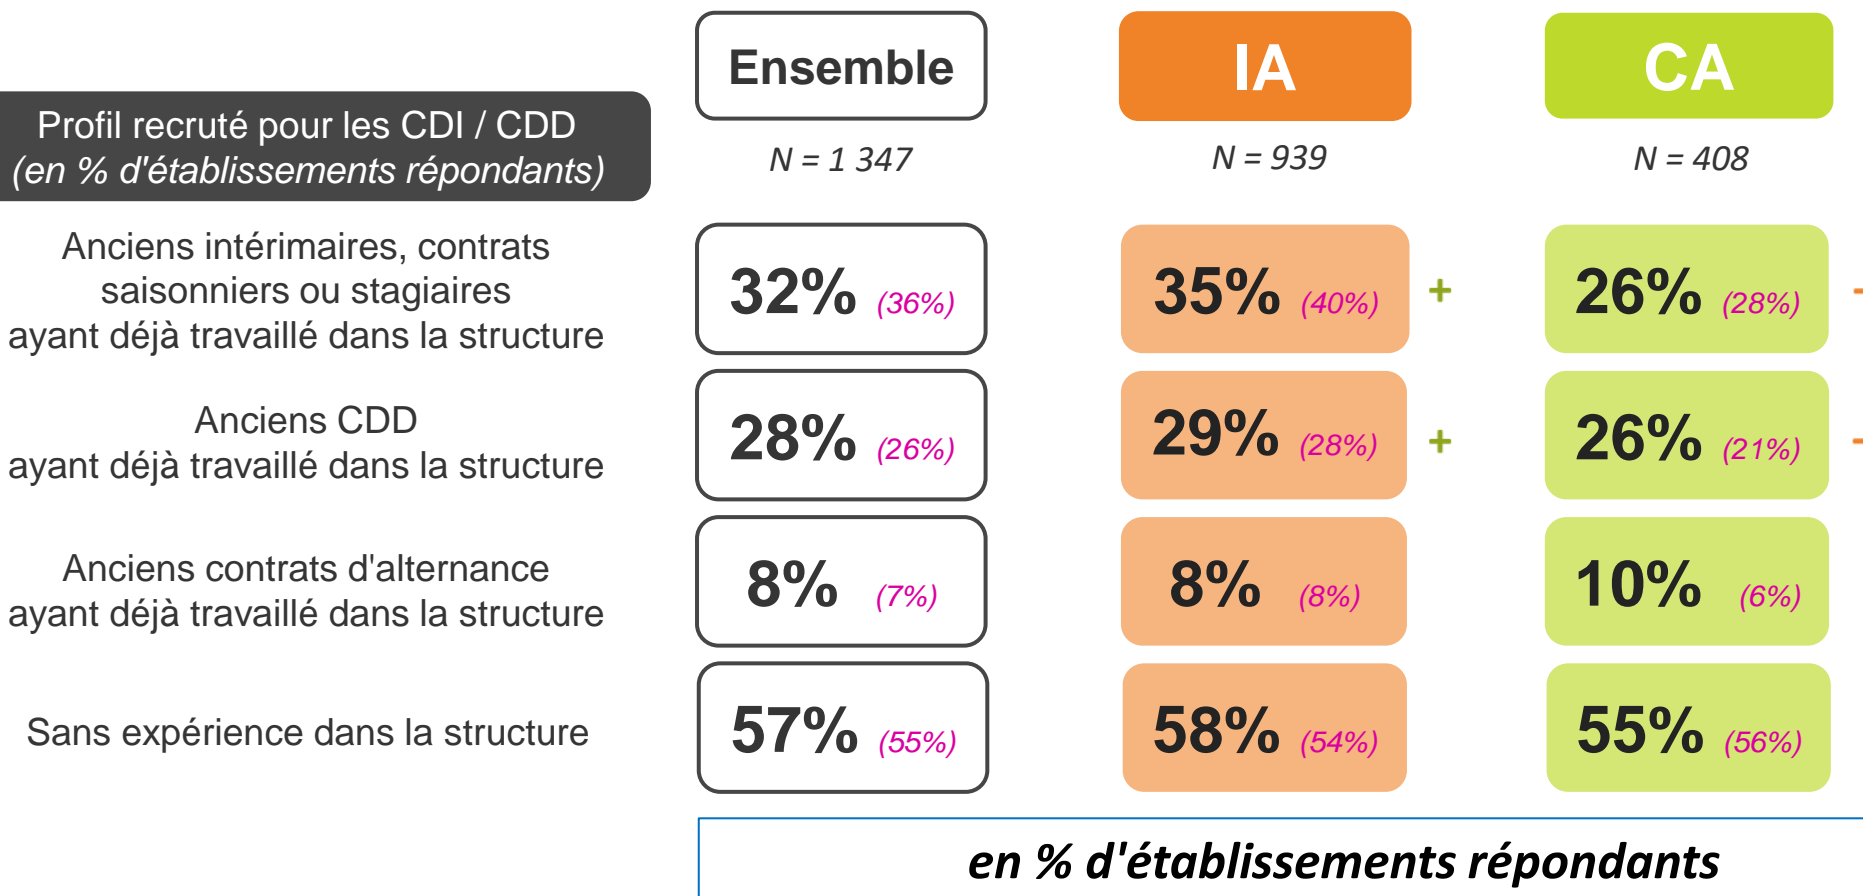 Ensemble
IA
CA
Profil recruté pour les CDI / CDD
(en % d'établissements répondants)
N = 1 347
N = 939
N = 408
Anciens intérimaires, contrats
saisonniers ou stagiaires
ayant déjà travaillé dans la structure
32% (36%)
35% (40%) +
26% (28%) -
Anciens CDD
ayant déjà travaillé dans la structure
28% (26%)
29% (28%) +
26% (21%) -
Anciens contrats d'alternance
ayant déjà travaillé dans la structure
8% (7%)
8% (8%)
10% (6%)
Sans expérience dans la structure
57% (55%)
58% (54%)
55% (56%)
en % d'établissements répondants